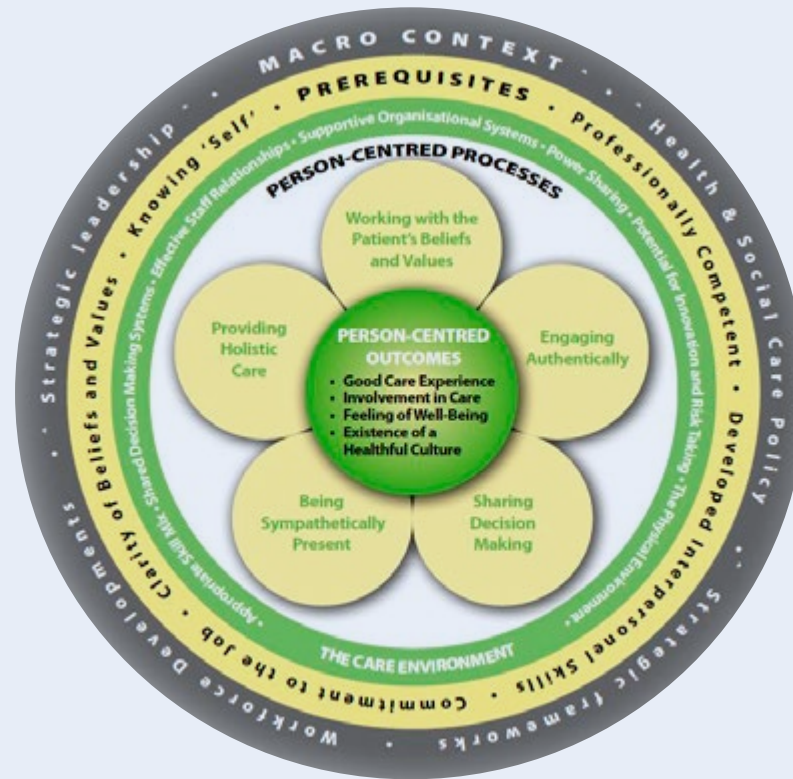 MACRO CONTEXT • Health & Social Care Policy • Strategic frameworks • Workforce Developments • Strategic leadership •
PREREQUISITES • Professionally Competent • Developed Interpersonel Skills • Commitment to the Job • Clarity of Beliefs and Values • Knowing ‘Self’ •
THE CARE ENVIRONMENT
• Appropriate Skill Mix • Shared Decision Making Systems • Effective Staff Relationships • Supportive Organisational Systems • Power Sharing • Potential for Innovation and Risk Taking • The Physical Environment •
PERSON-CENTRED PROCESSES
Working with the
Patient's Beliefs
and Values
Engaging
Authentically
Sharing
Decision
Making
Being
Sympathetically
Present
Providing
Holistic
Care
PERSON-CENTRED
OUTCOMES
• Good Care Experience
• Involvement in Care
• Feeling of Well-Being
• Existence of a
Healthful Culture